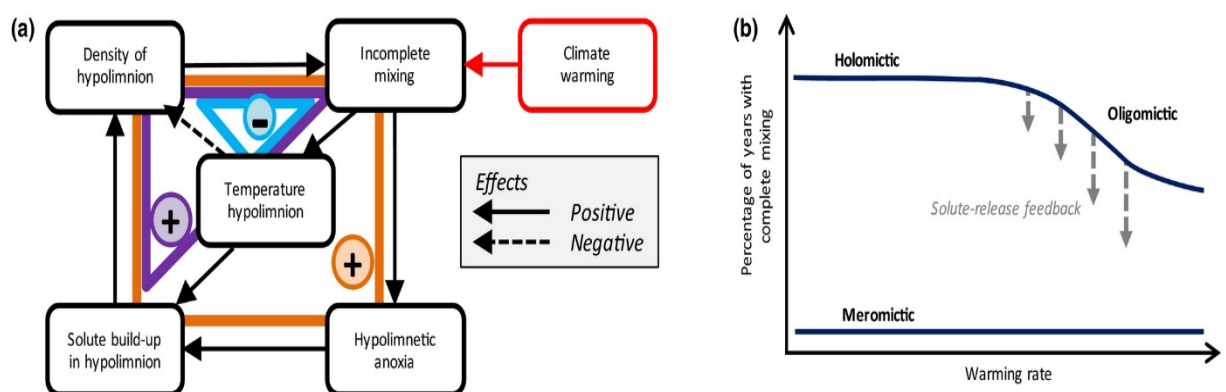 (a)
Density of
hypolimnion
Incomplete
mixing
Climate
warming
-
Temperature
hypolimnion
+
+
Effects
Positive
Negative
Solute build-up
in hypolimnion
Hypolimnetic
anoxia
(b)
Percentage of years with
complete mixing
Holomictic
Oligomictic
Solute-release feedback
Meromictic
Warming rate